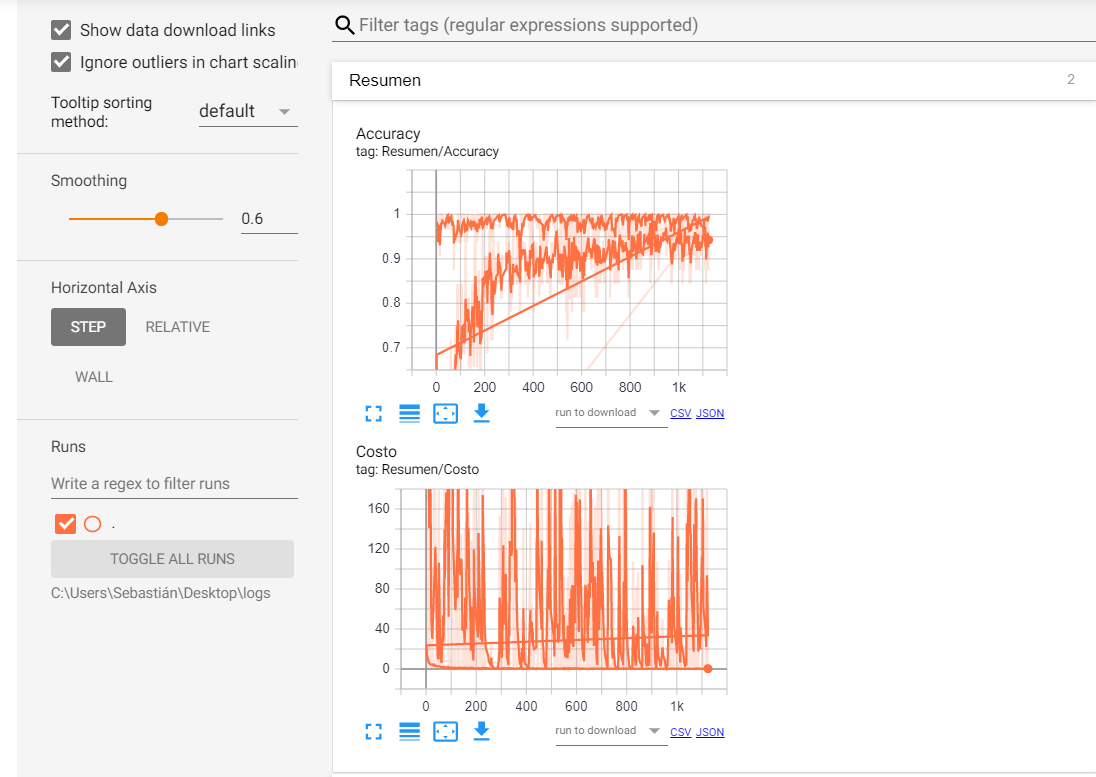 Show data download links
Ignore outliers in chart scalin
Tooltip sorting
method:
default
Smoothing
0.6
Horizontal Axis
STEP
RELATIVE
WALL
Runs
Write a regex to filter runs
.
TOGGLE ALL RUNS
C:\Users\Sebastián\Desktop\logs
Filter tags (regular expressions supported)
Resumen
2
Accuracy
tag: Resumen/Accuracy
1
0.9
0.8
0.7
0 200 400 600 800 1k
run to download
CSV JSON
Costo
tag: Resumen/Costo
160
120
80
40
0
0 200 400 600 800 1k
run to download
CSV JSON